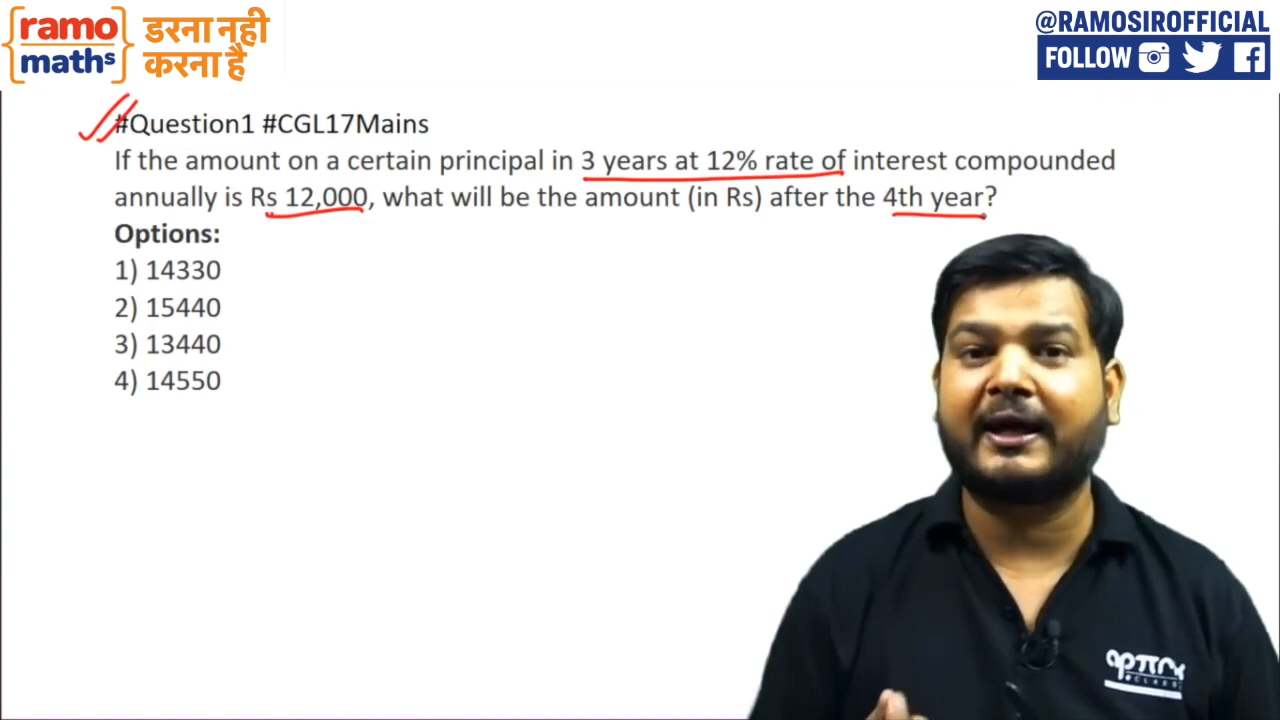 ramo
maths
डरना नही
करना है
@RAMOSIROFFICIAL
FOLLOW
#Question1 #CGL17Mains
If the amount on a certain principal in 3 years at 12% rate of interest compounded
annually is Rs 12,000, what will be the amount (in Rs) after the 4th year?
Options:
1) 14330
2) 15440
3) 13440
4) 14550